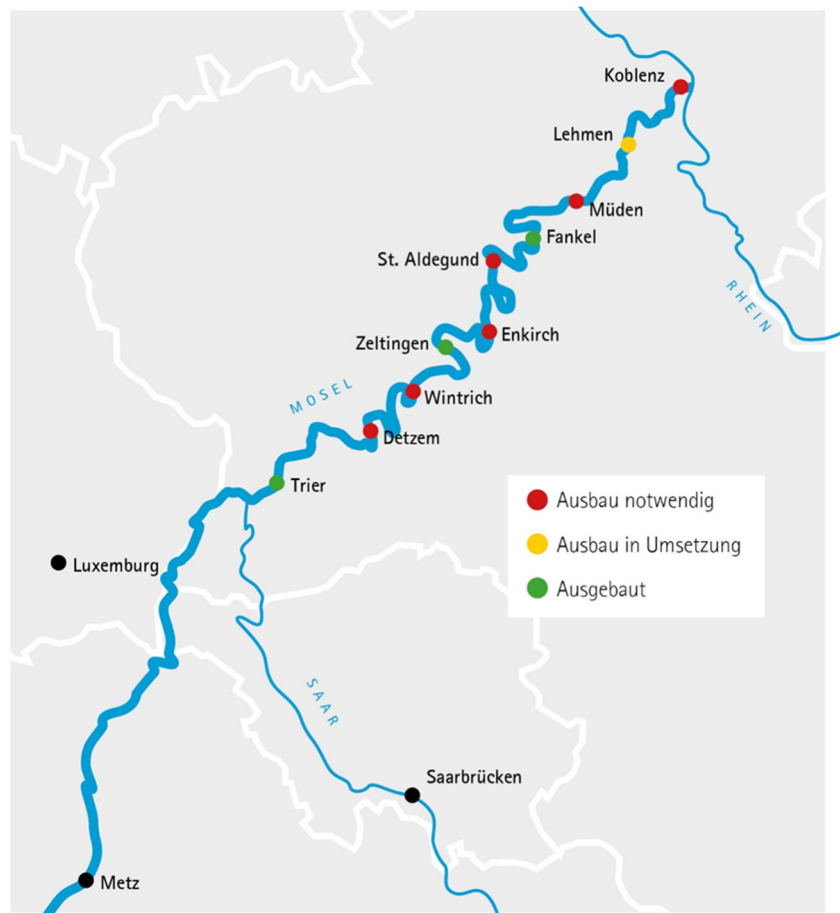 Koblenz
Lehmen
Müden
Fankel
St. Aldegund
RHEIN
Enkirch
Zeltingen
MOSEL
Wintrich
Detzem
Trier
Ausbau notwendig
Ausbau in Umsetzung
Ausgebaut
Luxemburg
SAAR
Saarbrücken
Metz